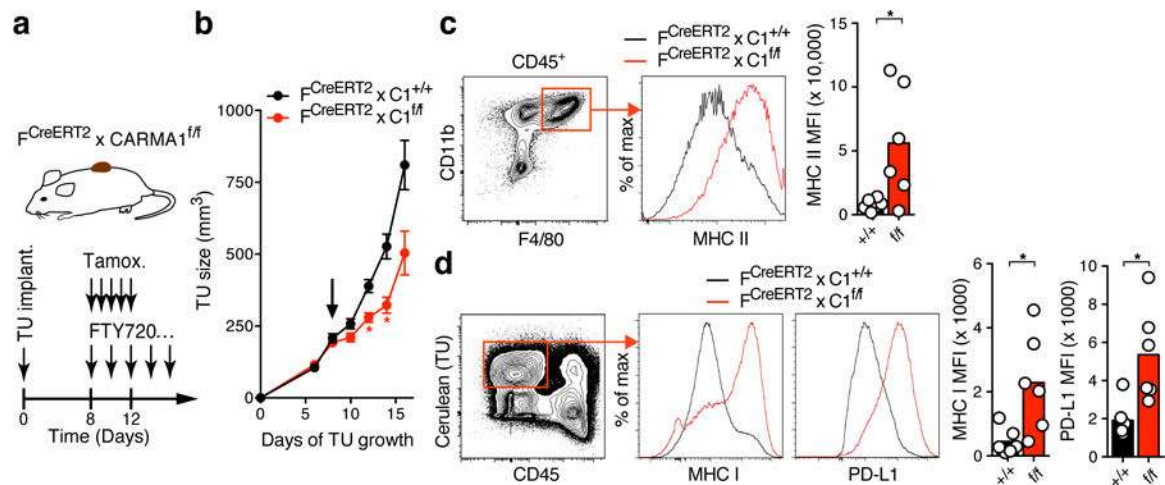 a
F^CreERT2 x CARMA1^f/f
TU implant.
Tamox.
FTY720...
0 8 12
Time (Days)
b
F^CreERT2 x C1^+/+
F^CreERT2 x C1^f/f
TU size (mm³)
1000
750
500
250
0
0 5 10 15
Days of TU growth
* *
c
CD45⁺
CD11b
F4/80
F^CreERT2 x C1^+/+
F^CreERT2 x C1^f/f
% of max
MHC II
MHC II MFI (x 10,000)
15
10
5
0
*
+/+ f/f
d
F^CreERT2 x C1^+/+
F^CreERT2 x C1^f/f
Cerulean (TU)
CD45
% of max
MHC I
PD-L1
MHC I MFI (x 1000)
6
4
2
0
*
+/+ f/f
PD-L1 MFI (x 1000)
10
8
6
4
2
0
*
+/+ f/f